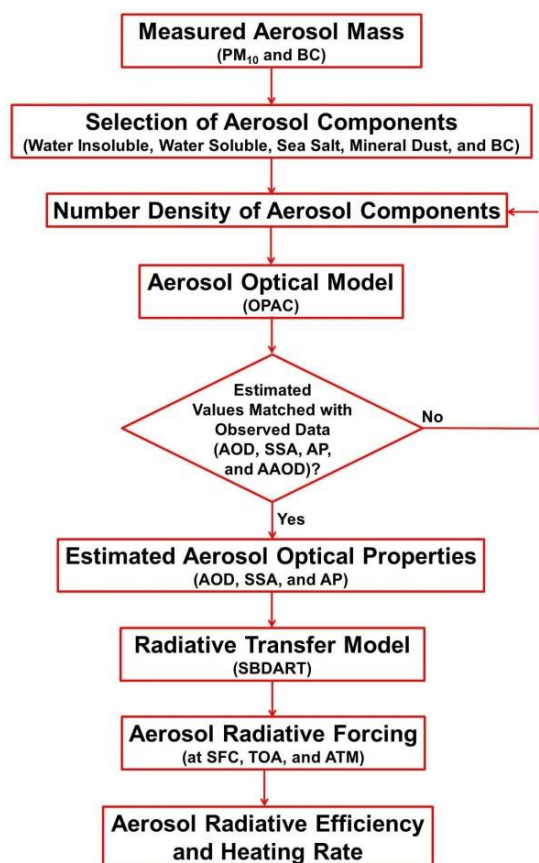 Measured Aerosol Mass
(PM₁₀ and BC)
Selection of Aerosol Components
(Water Insoluble, Water Soluble, Sea Salt, Mineral Dust, and BC)
Number Density of Aerosol Components
Aerosol Optical Model
(OPAC)
Estimated
Values Matched with
Observed Data
(AOD, SSA, AP,
and AAOD)?
No
Yes
Estimated Aerosol Optical Properties
(AOD, SSA, and AP)
Radiative Transfer Model
(SBDART)
Aerosol Radiative Forcing
(at SFC, TOA, and ATM)
Aerosol Radiative Efficiency
and Heating Rate